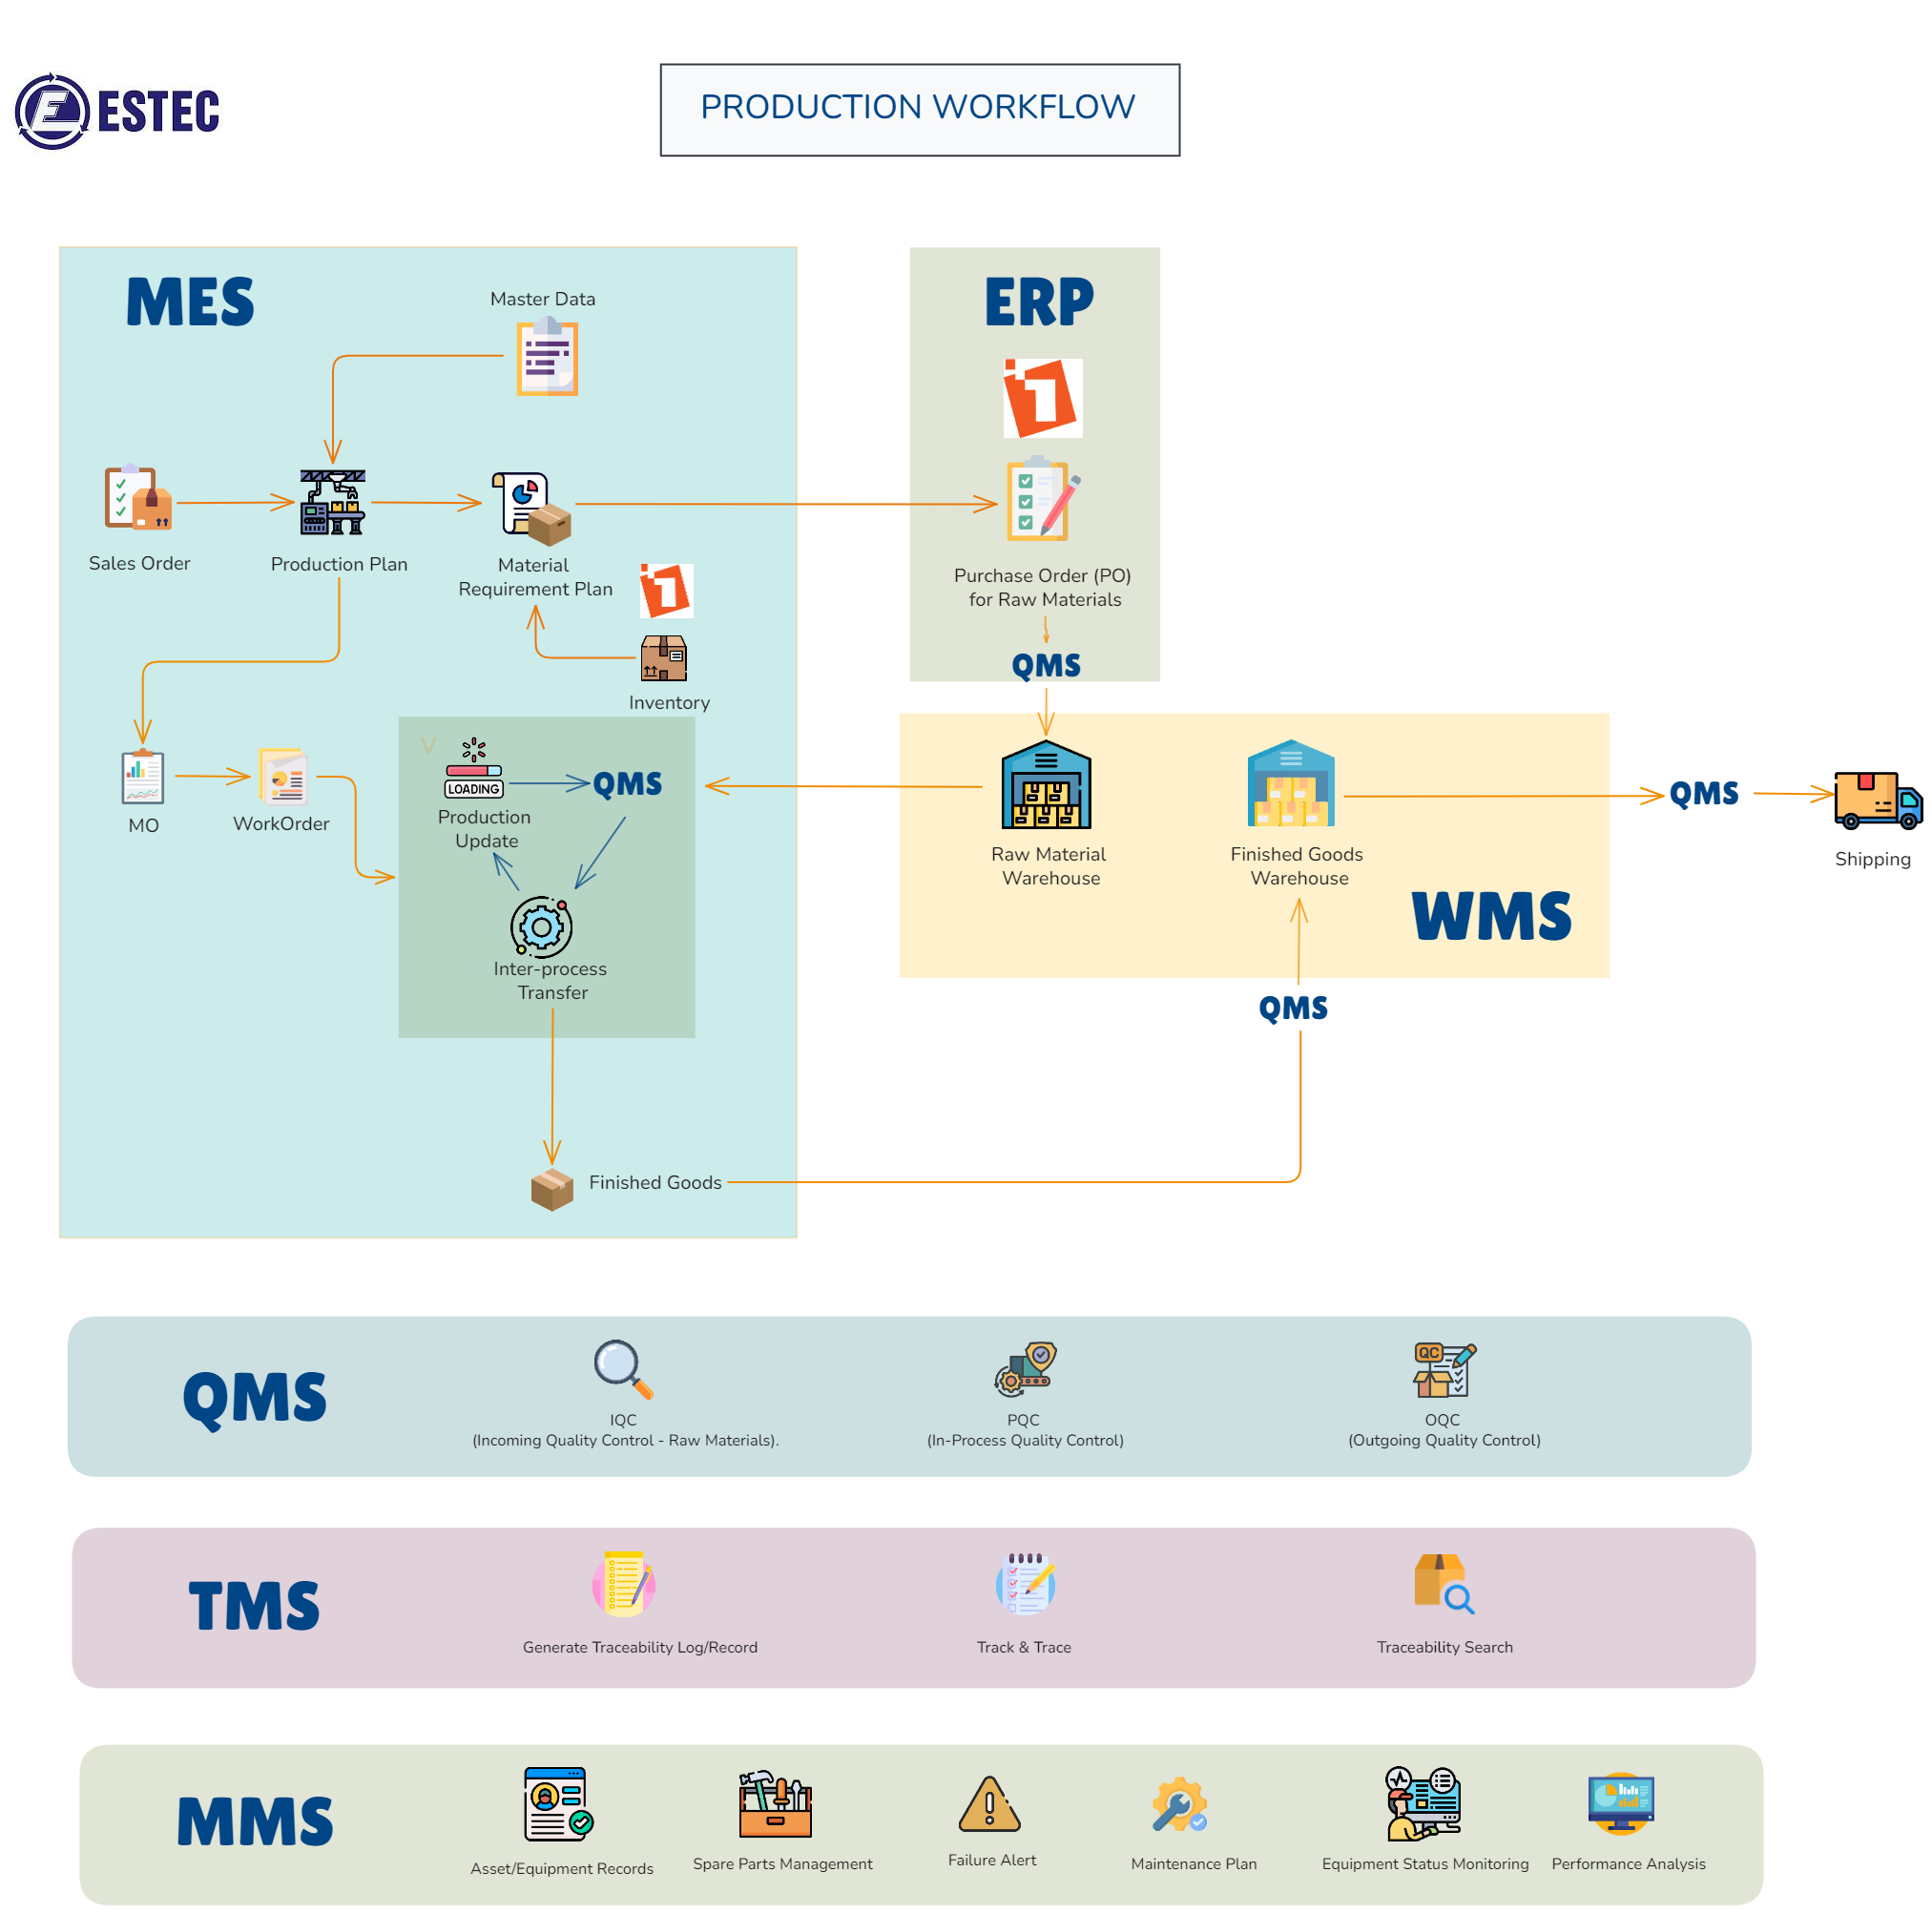 ESTEC
PRODUCTION WORKFLOW
MES
Master Data
Sales Order
Production Plan
Material
Requirement Plan
Inventory
MO
WorkOrder
V
LOADING
Production
Update
QMS
Inter-process
Transfer
Finished Goods
ERP
1
Purchase Order (PO)
for Raw Materials
QMS
Raw Material
Warehouse
Finished Goods
Warehouse
WMS
QMS
QMS
Shipping
QMS
IQC
(Incoming Quality Control - Raw Materials).
PQC
(In-Process Quality Control)
QC
OQC
(Outgoing Quality Control)
TMS
Generate Traceability Log/Record
Track & Trace
Traceability Search
MMS
Asset/Equipment Records
Spare Parts Management
Failure Alert
Maintenance Plan
Equipment Status Monitoring
Performance Analysis